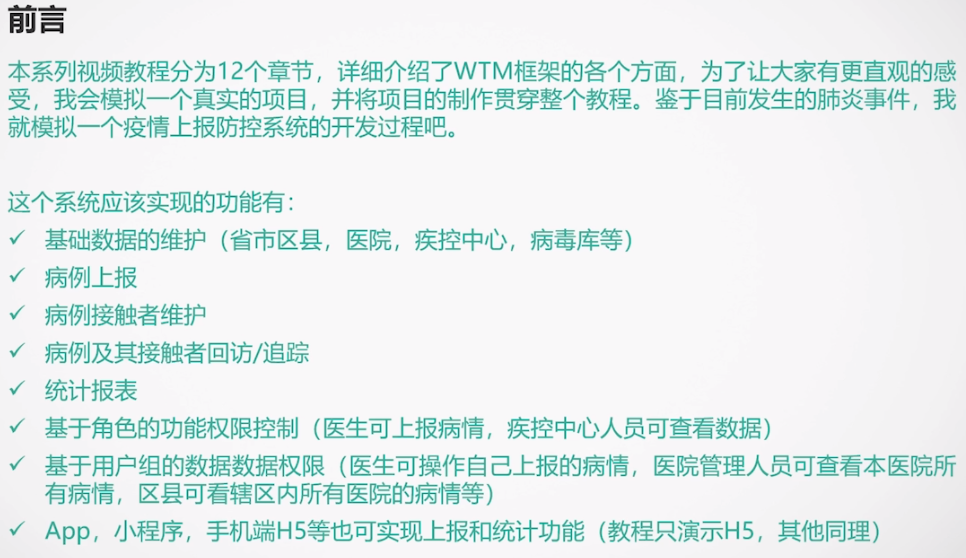 前言
本系列视频教程分为12个章节，详细介绍了WTM框架的各个方面，为了让大家有更直观的感
受，我会模拟一个真实的项目，并将项目的制作贯穿整个教程。鉴于目前发生的肺炎事件，我
就模拟一个疫情上报防控系统的开发过程吧。
这个系统应该实现的功能有：
✓ 基础数据的维护（省市区县，医院，疾控中心，病毒库等）
✓ 病例上报
✓ 病例接触者维护
✓ 病例及其接触者回访/追踪
✓ 统计报表
✓ 基于角色的功能权限控制（医生可上报病情，疾控中心人员可查看数据）
✓ 基于用户组的数据数据权限（医生可操作自己上报的病情，医院管理人员可查看本医院所
有病情，区县可看辖区内所有医院的病情等）
✓ App，小程序，手机端H5等也可实现上报和统计功能（教程只演示H5，其他同理）